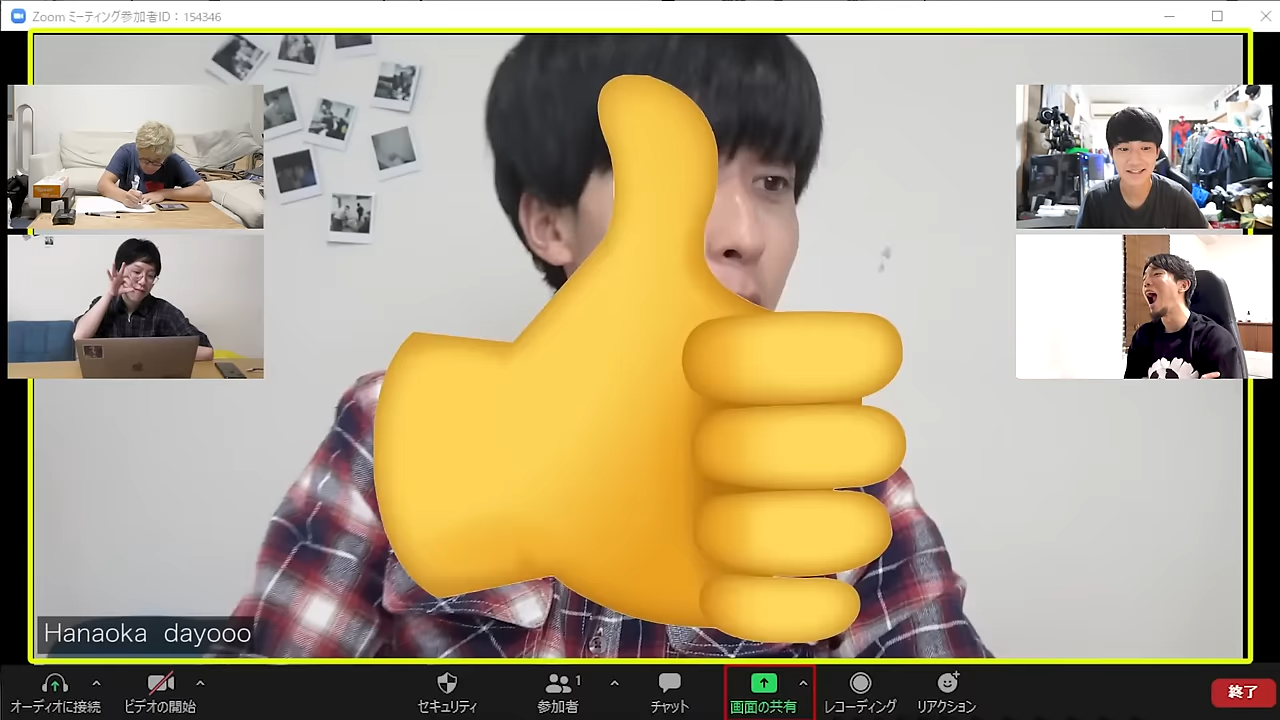 Zoom ミーティング参加者ID：154346
Hanaoka dayooo
オーディオに接続
ビデオの開始
セキュリティ
参加者
1
チャット
画面の共有
レコーディング
リアクション
終了